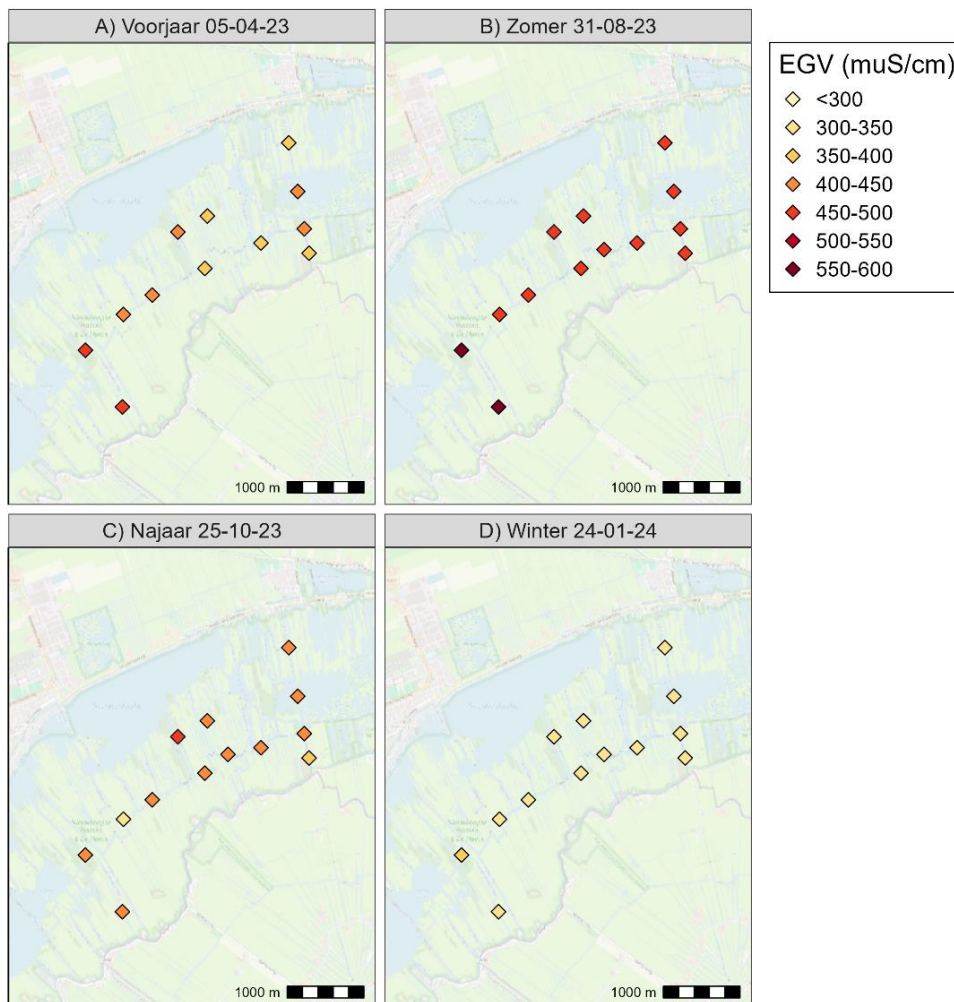 A) Voorjaar 05-04-23
B) Zomer 31-08-23
EGV (muS/cm)
<300
300-350
350-400
400-450
450-500
500-550
550-600
1000 m
1000 m
C) Najaar 25-10-23
D) Winter 24-01-24
1000 m
1000 m